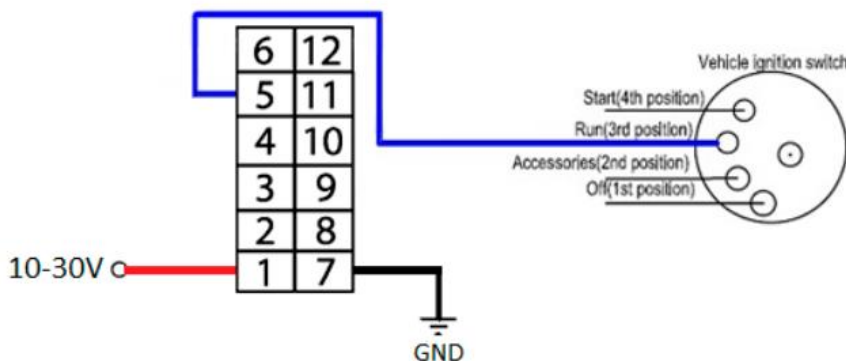 6 12
5 11
4 10
3 9
2 8
1 7
10-30V
GND
Vehicle ignition switch
Start(4th position)
Run(3rd position)
Accessories(2nd position)
Off(1st position)